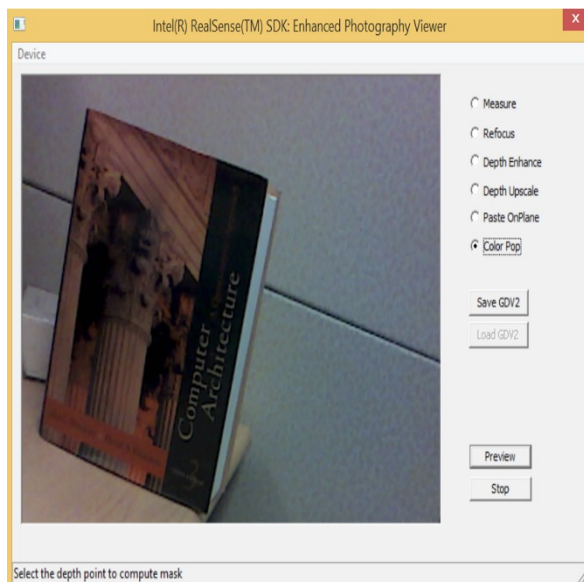 Intel(R) RealSense(TM) SDK: Enhanced Photography Viewer
x
Device
Measure
Refocus
Depth Enhance
Depth Upscale
Paste OnPlane
Color Pop
Save GDV2
Load GDV2
Preview
Stop
Computer
Architecture
Select the depth point to compute mask